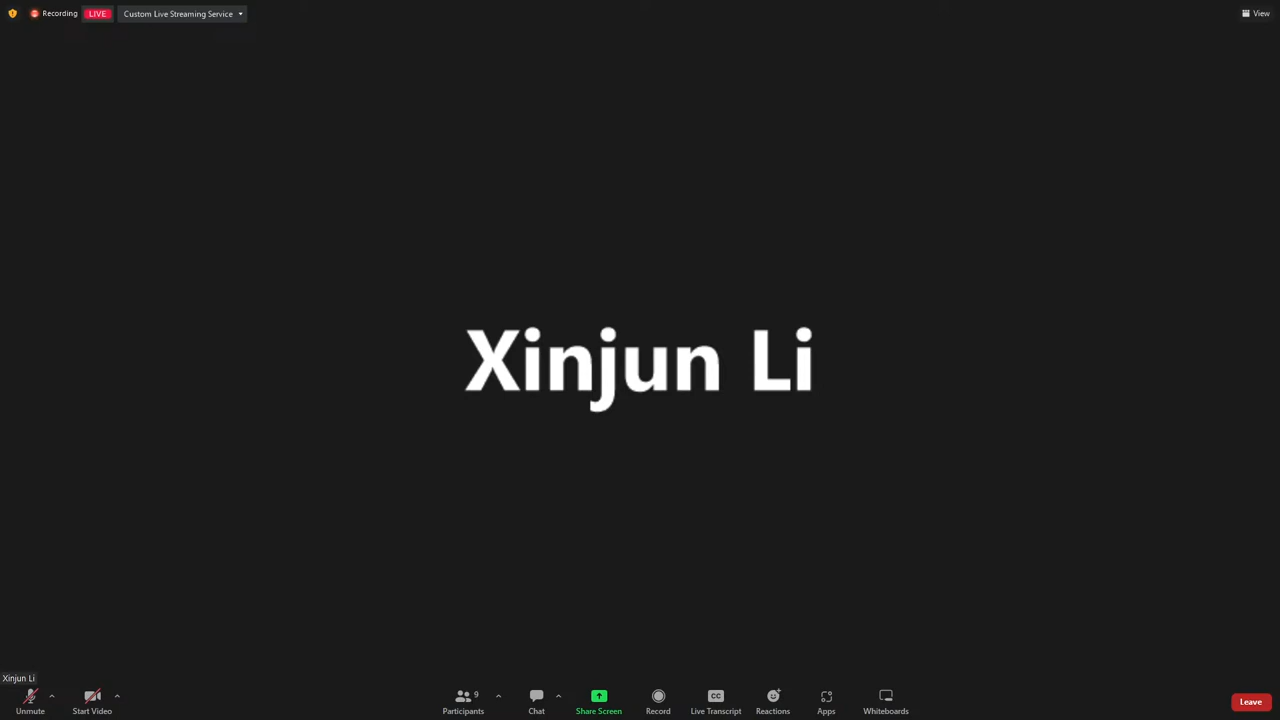 Recording LIVE Custom Live Streaming Service View
Xinjun Li
Xinjun Li
Unmute Start Video Participants 9 Chat Share Screen Record CC Live Transcript Reactions Apps Whiteboards Leave